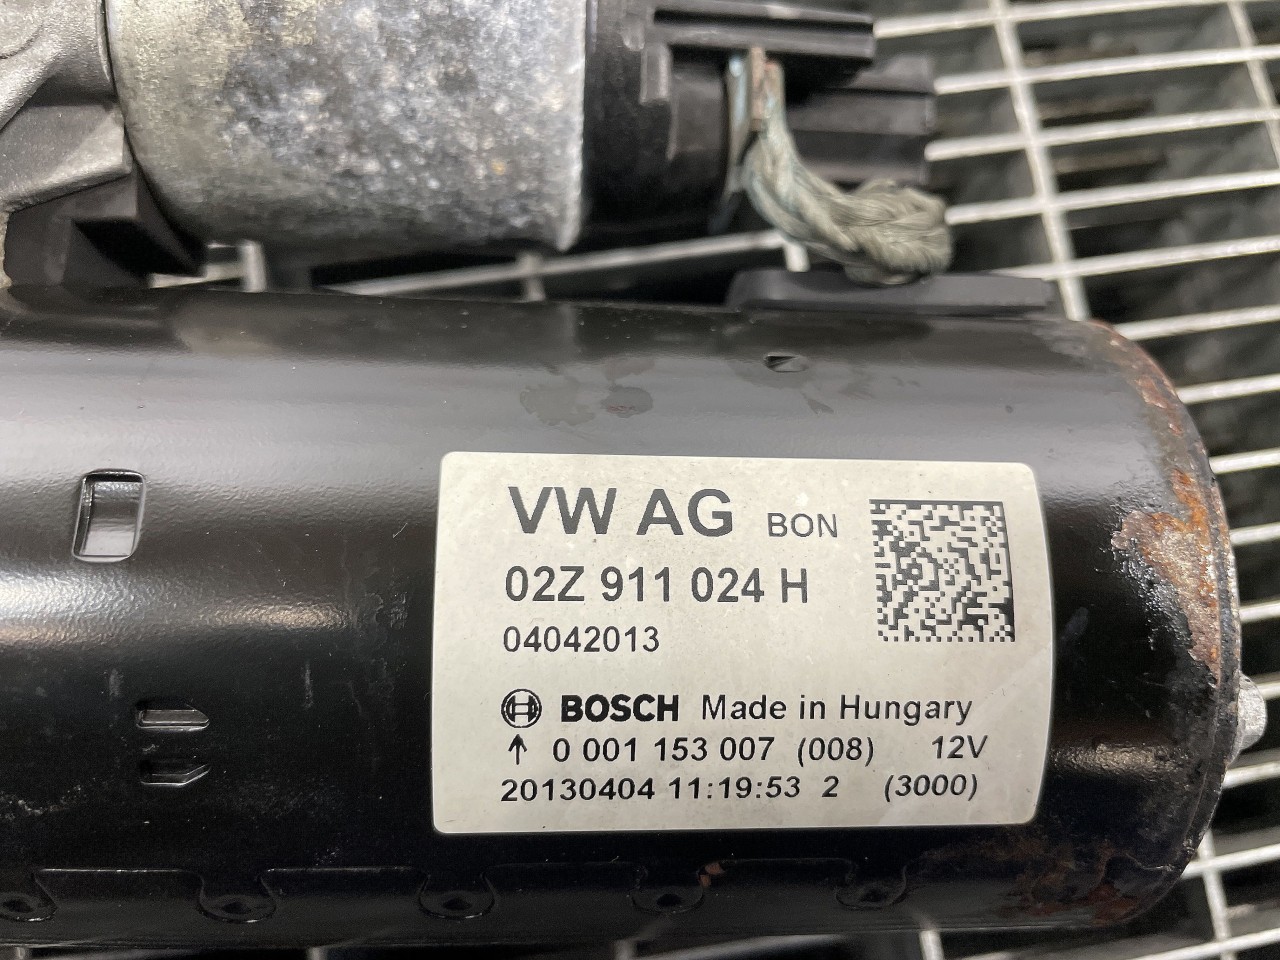 VW AG BON
02Z 911 024 H
04042013
BOSCH Made in Hungary
↑ 0 001 153 007 (008) 12V
20130404 11:19:53 2 (3000)